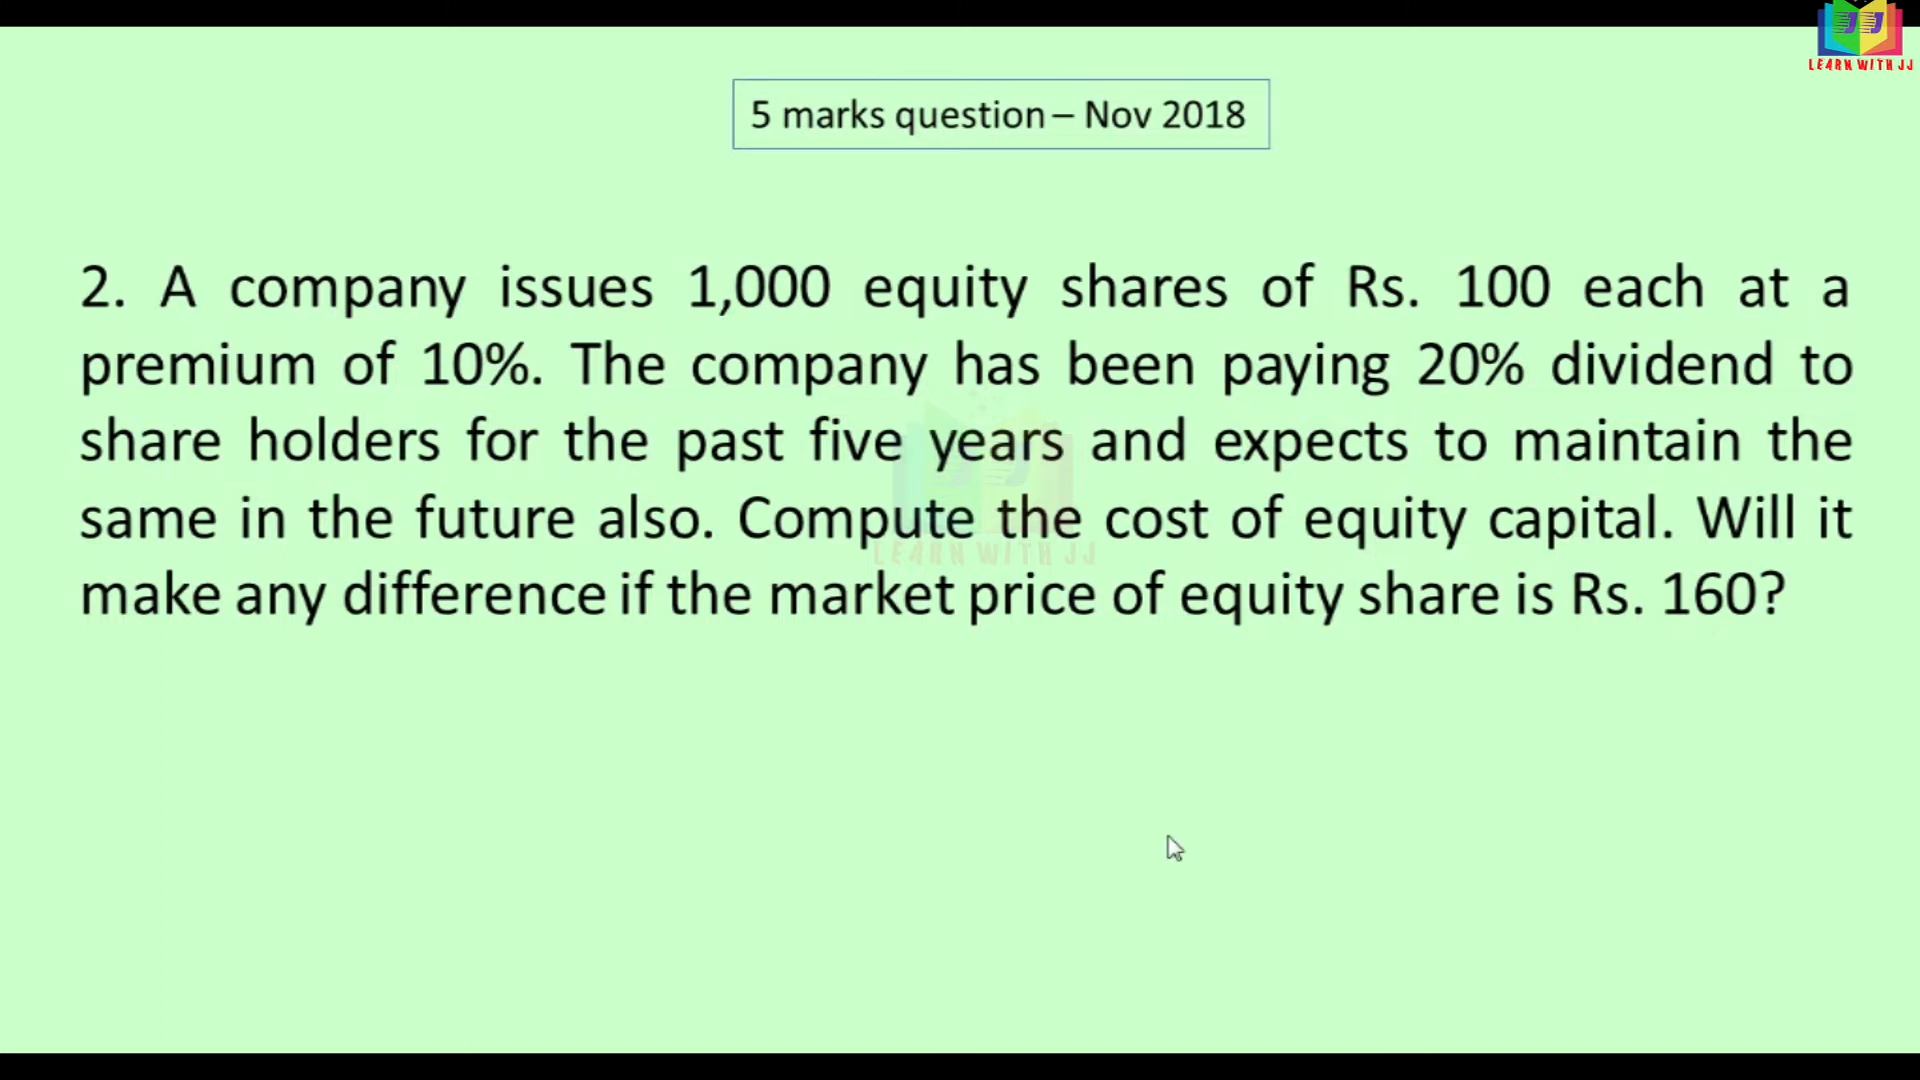 LEARN WITH JJ
5 marks question – Nov 2018
2. A company issues 1,000 equity shares of Rs. 100 each at a
premium of 10%. The company has been paying 20% dividend to
share holders for the past five years and expects to maintain the
same in the future also. Compute the cost of equity capital. Will it
make any difference if the market price of equity share is Rs. 160?
LEARN WITH JJ